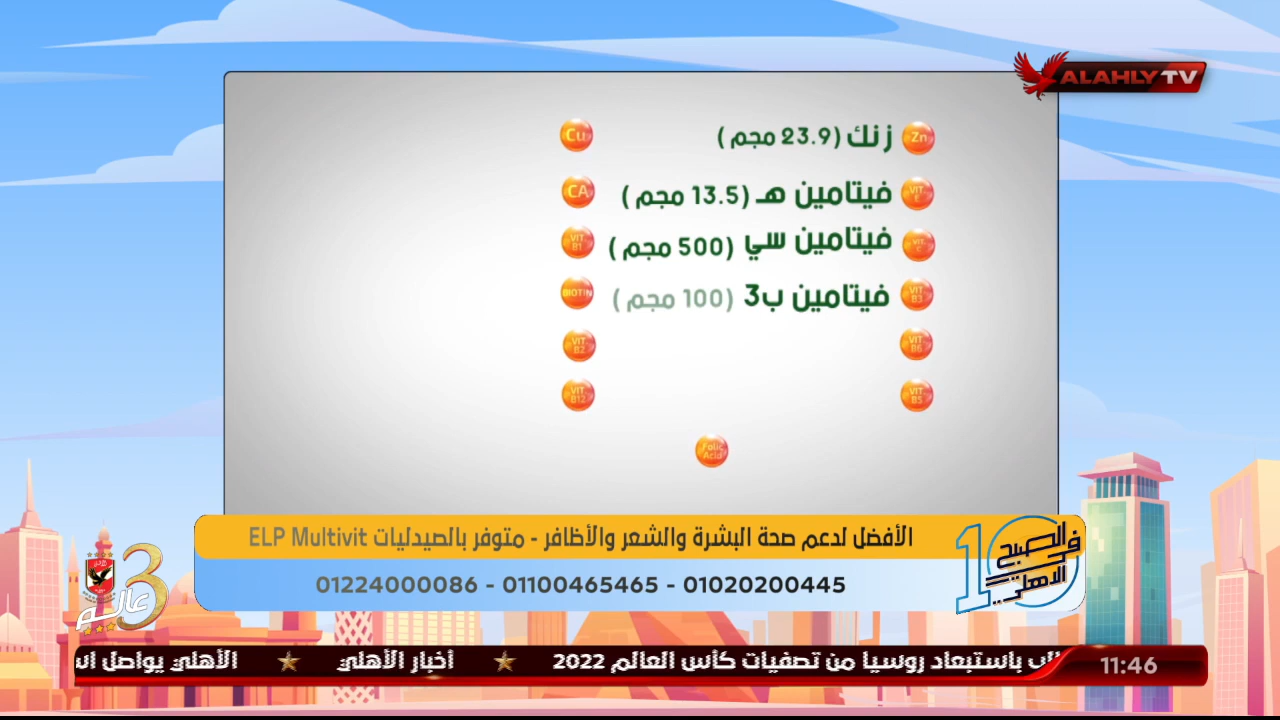 ALAHLY TV
Zn زنك (23.9 مجم)
Cu
VIT E فيتامين هـ (13.5 مجم)
CA
VIT C فيتامين سي (500 مجم)
VIT B1
VIT B3 فيتامين ب3 (100 مجم)
BIOTIN
VIT B6
VIT B2
VIT B5
VIT B12
Folic Acid
الأفضل لدعم صحة البشرة والشعر والأظافر - متوفر بالصيدليات ELP Multivit
01224000086 - 01100465465 - 01020200445
10 الصبح
في الأهلي
3 عالم
11:46
باستبعاد روسيا من تصفيات كأس العالم 2022 ★ أخبار الأهلي ★ الأهلي يواصل